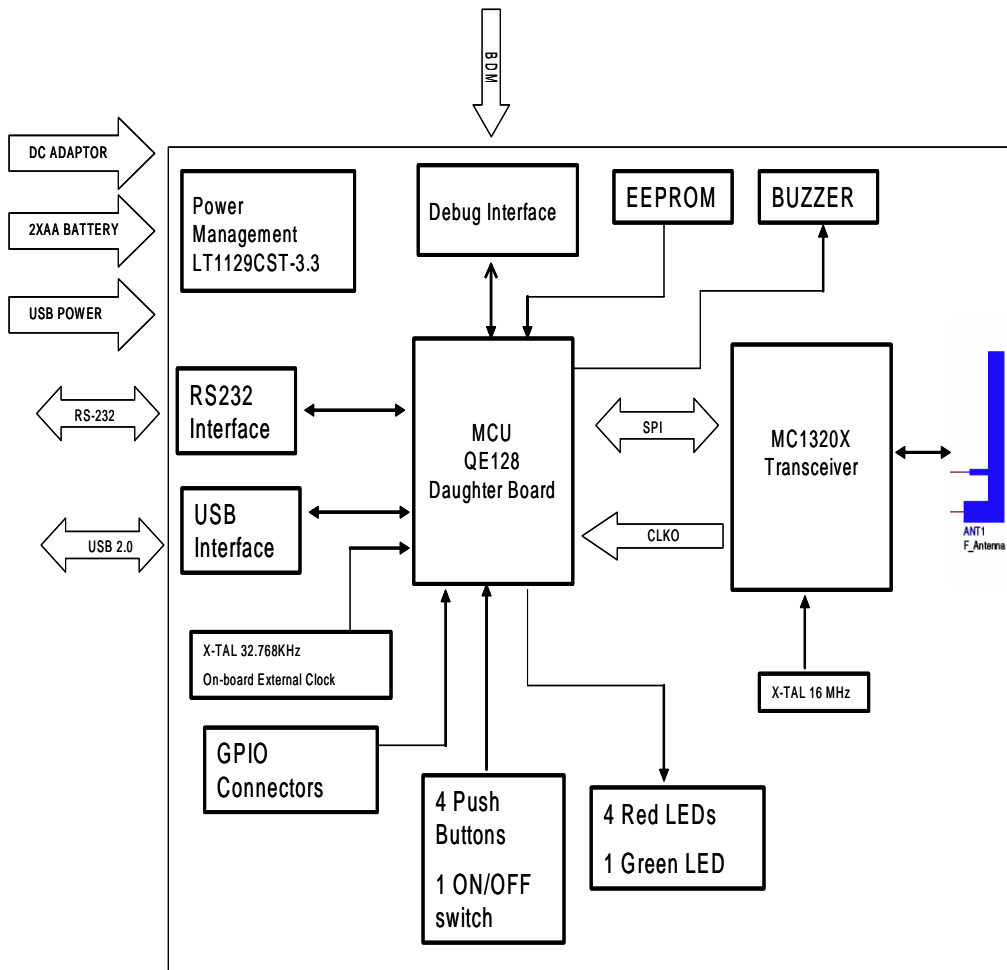 BDM
DC ADAPTOR
2XAA BATTERY
USB POWER
Power
Management
LT1129CST-3.3
Debug Interface
EEPROM
BUZZER
RS-232
RS232
Interface
MCU
QE128
Daughter Board
SPI
MC1320X
Transceiver
USB 2.0
USB
Interface
CLKO
ANT1
F_Antenna
X-TAL 32.768KHz
On-board External Clock
X-TAL 16 MHz
GPIO
Connectors
4 Push
Buttons
1 ON/OFF
switch
4 Red LEDs
1 Green LED